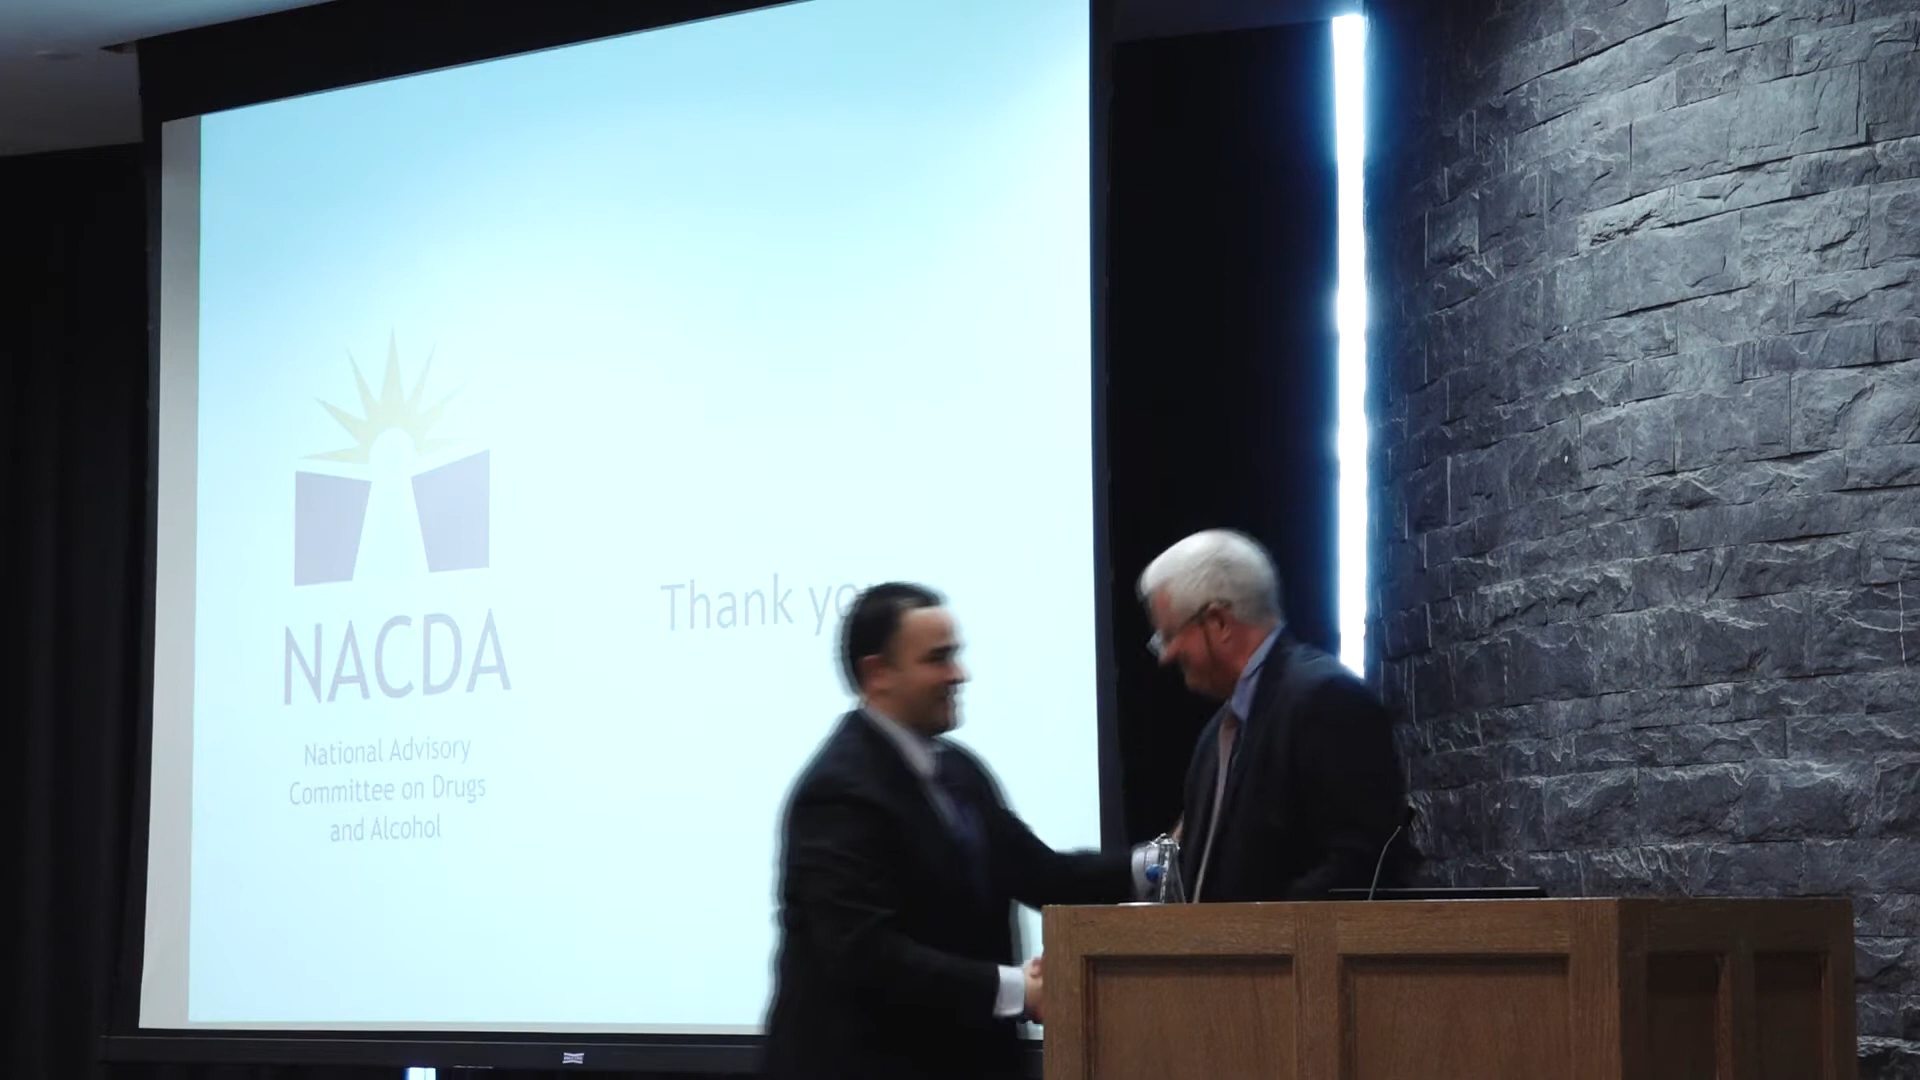 NACDA
National Advisory
Committee on Drugs
and Alcohol
Thank yo